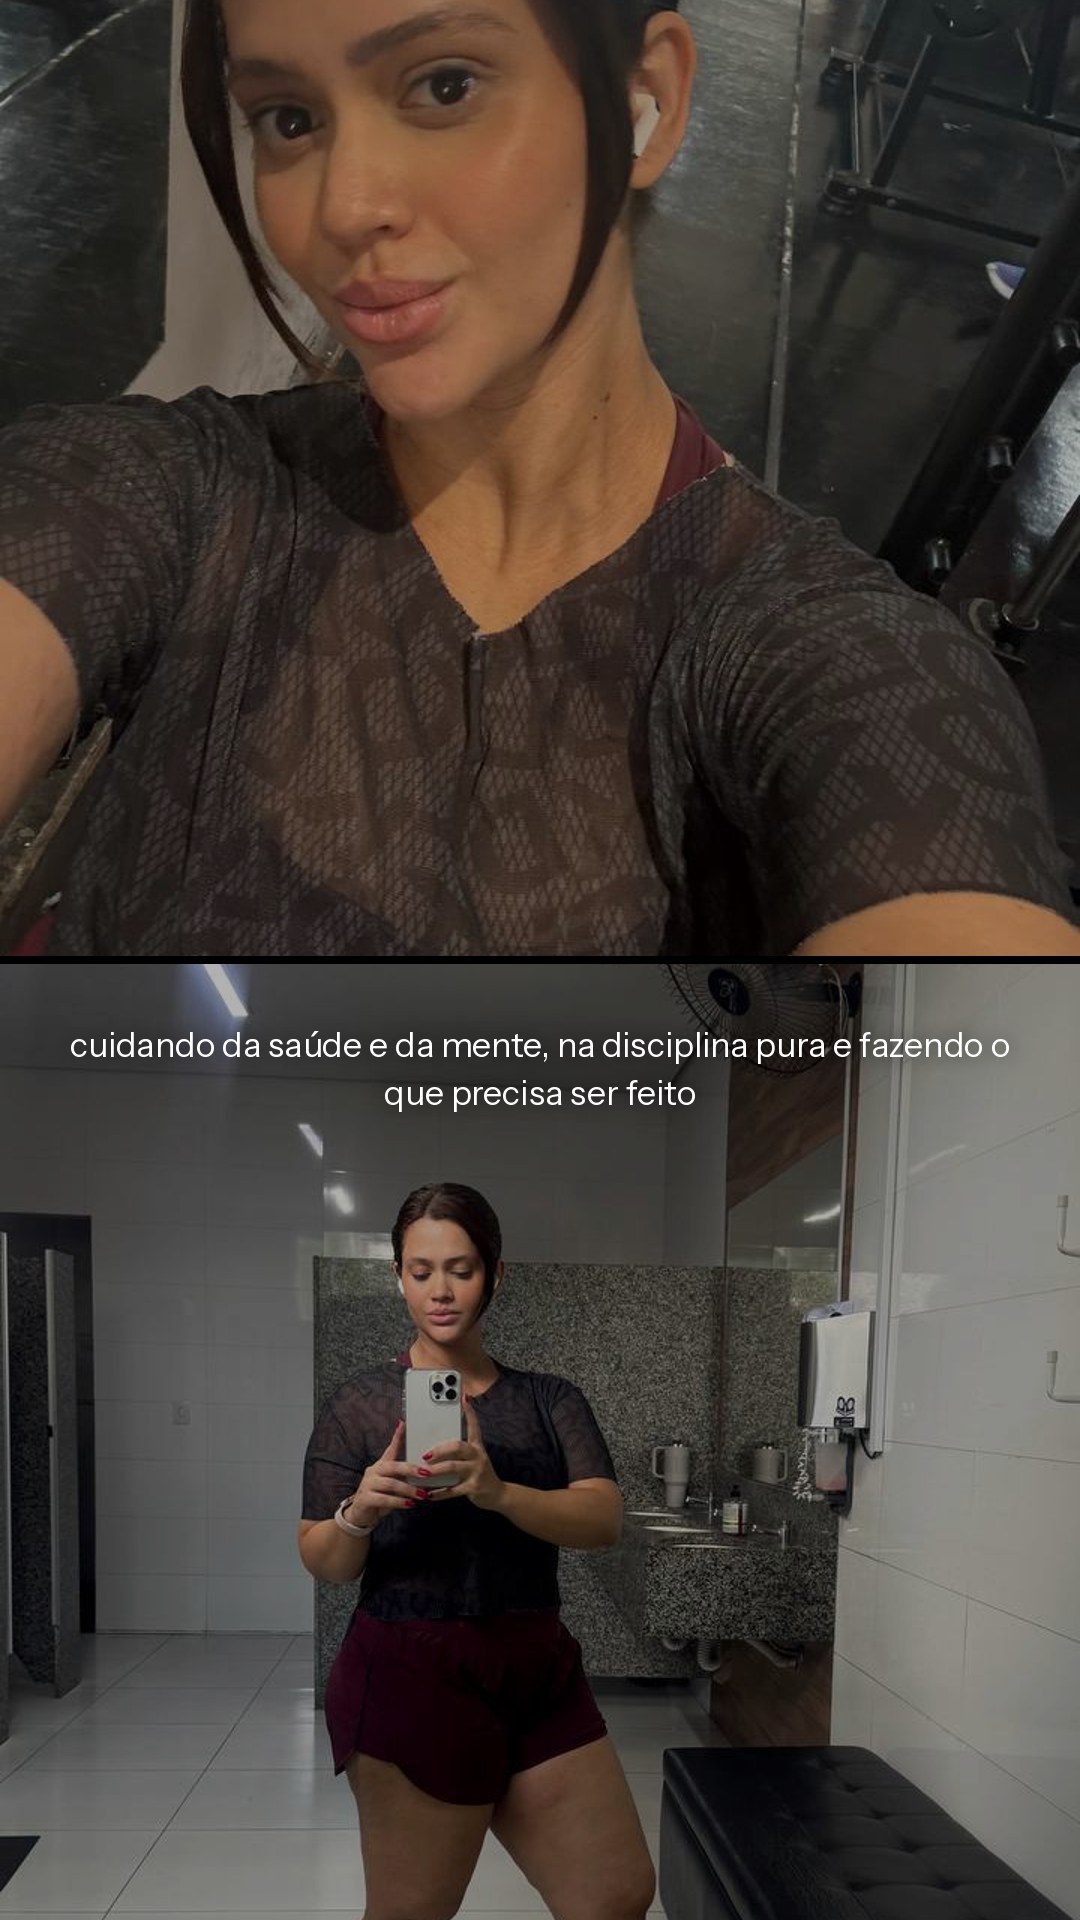 cuidando da saúde e da mente, na disciplina pura e fazendo o
que precisa ser feito